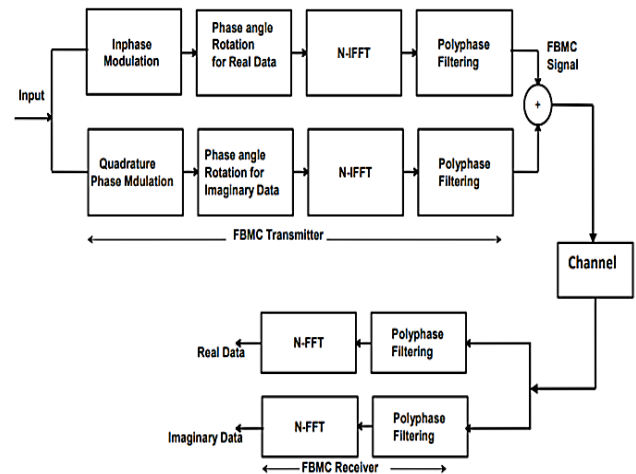 Input
Inphase
Modulation
Phase angle
Rotation
for Real Data
N-IFFT
Polyphase
Filtering
FBMC
Signal
+
Quadrature
Phase Mdulation
Phase angle
Rotation for
Imaginary Data
N-IFFT
Polyphase
Filtering
FBMC Transmitter
Channel
Real Data
N-FFT
Polyphase
Filtering
Imaginary Data
N-FFT
Polyphase
Filtering
FBMC Receiver